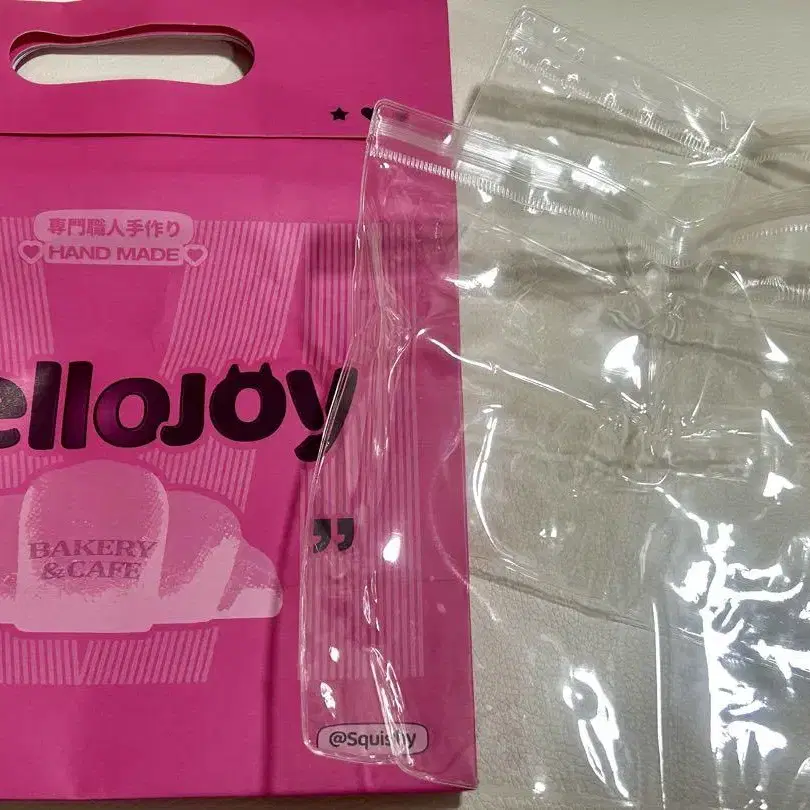 専門職人手作り
HAND MADE
ellojoy
BAKERY
& CAFE
”
@Squishy